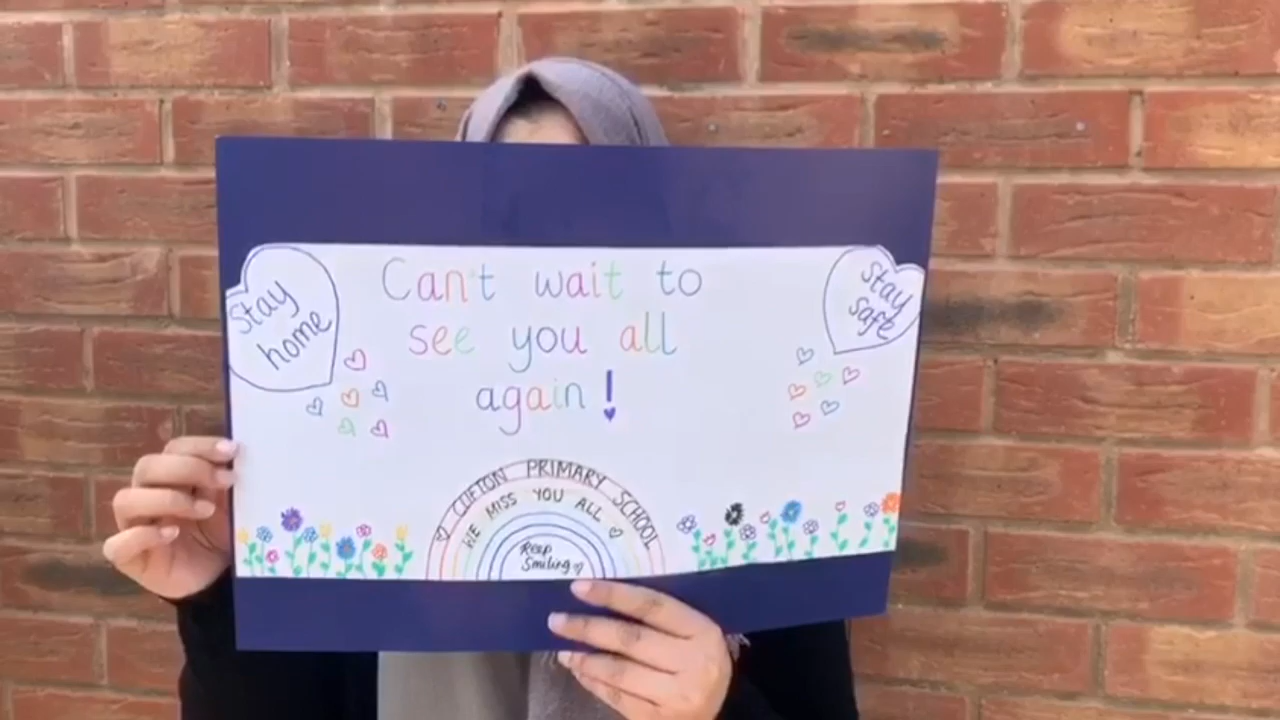 Stay
home
Can't wait to
see you all
again!
Stay
safe
CLIFTON PRIMARY SCHOOL
WE MISS YOU ALL
Keep
Smiling